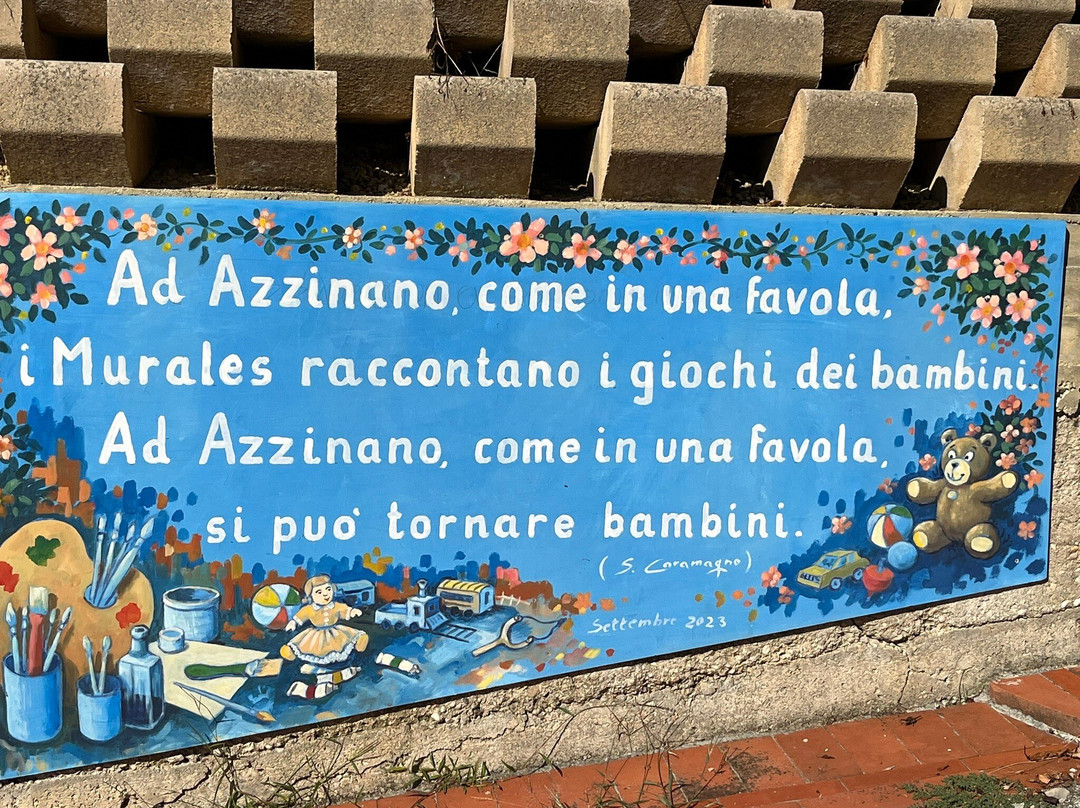 Ad Azzinano, come in una favola,
i Murales raccontano i giochi dei bambini.
Ad Azzinano, come in una favola,
si puo' tornare bambini.
(S. Caramagno)
Settembre 2023